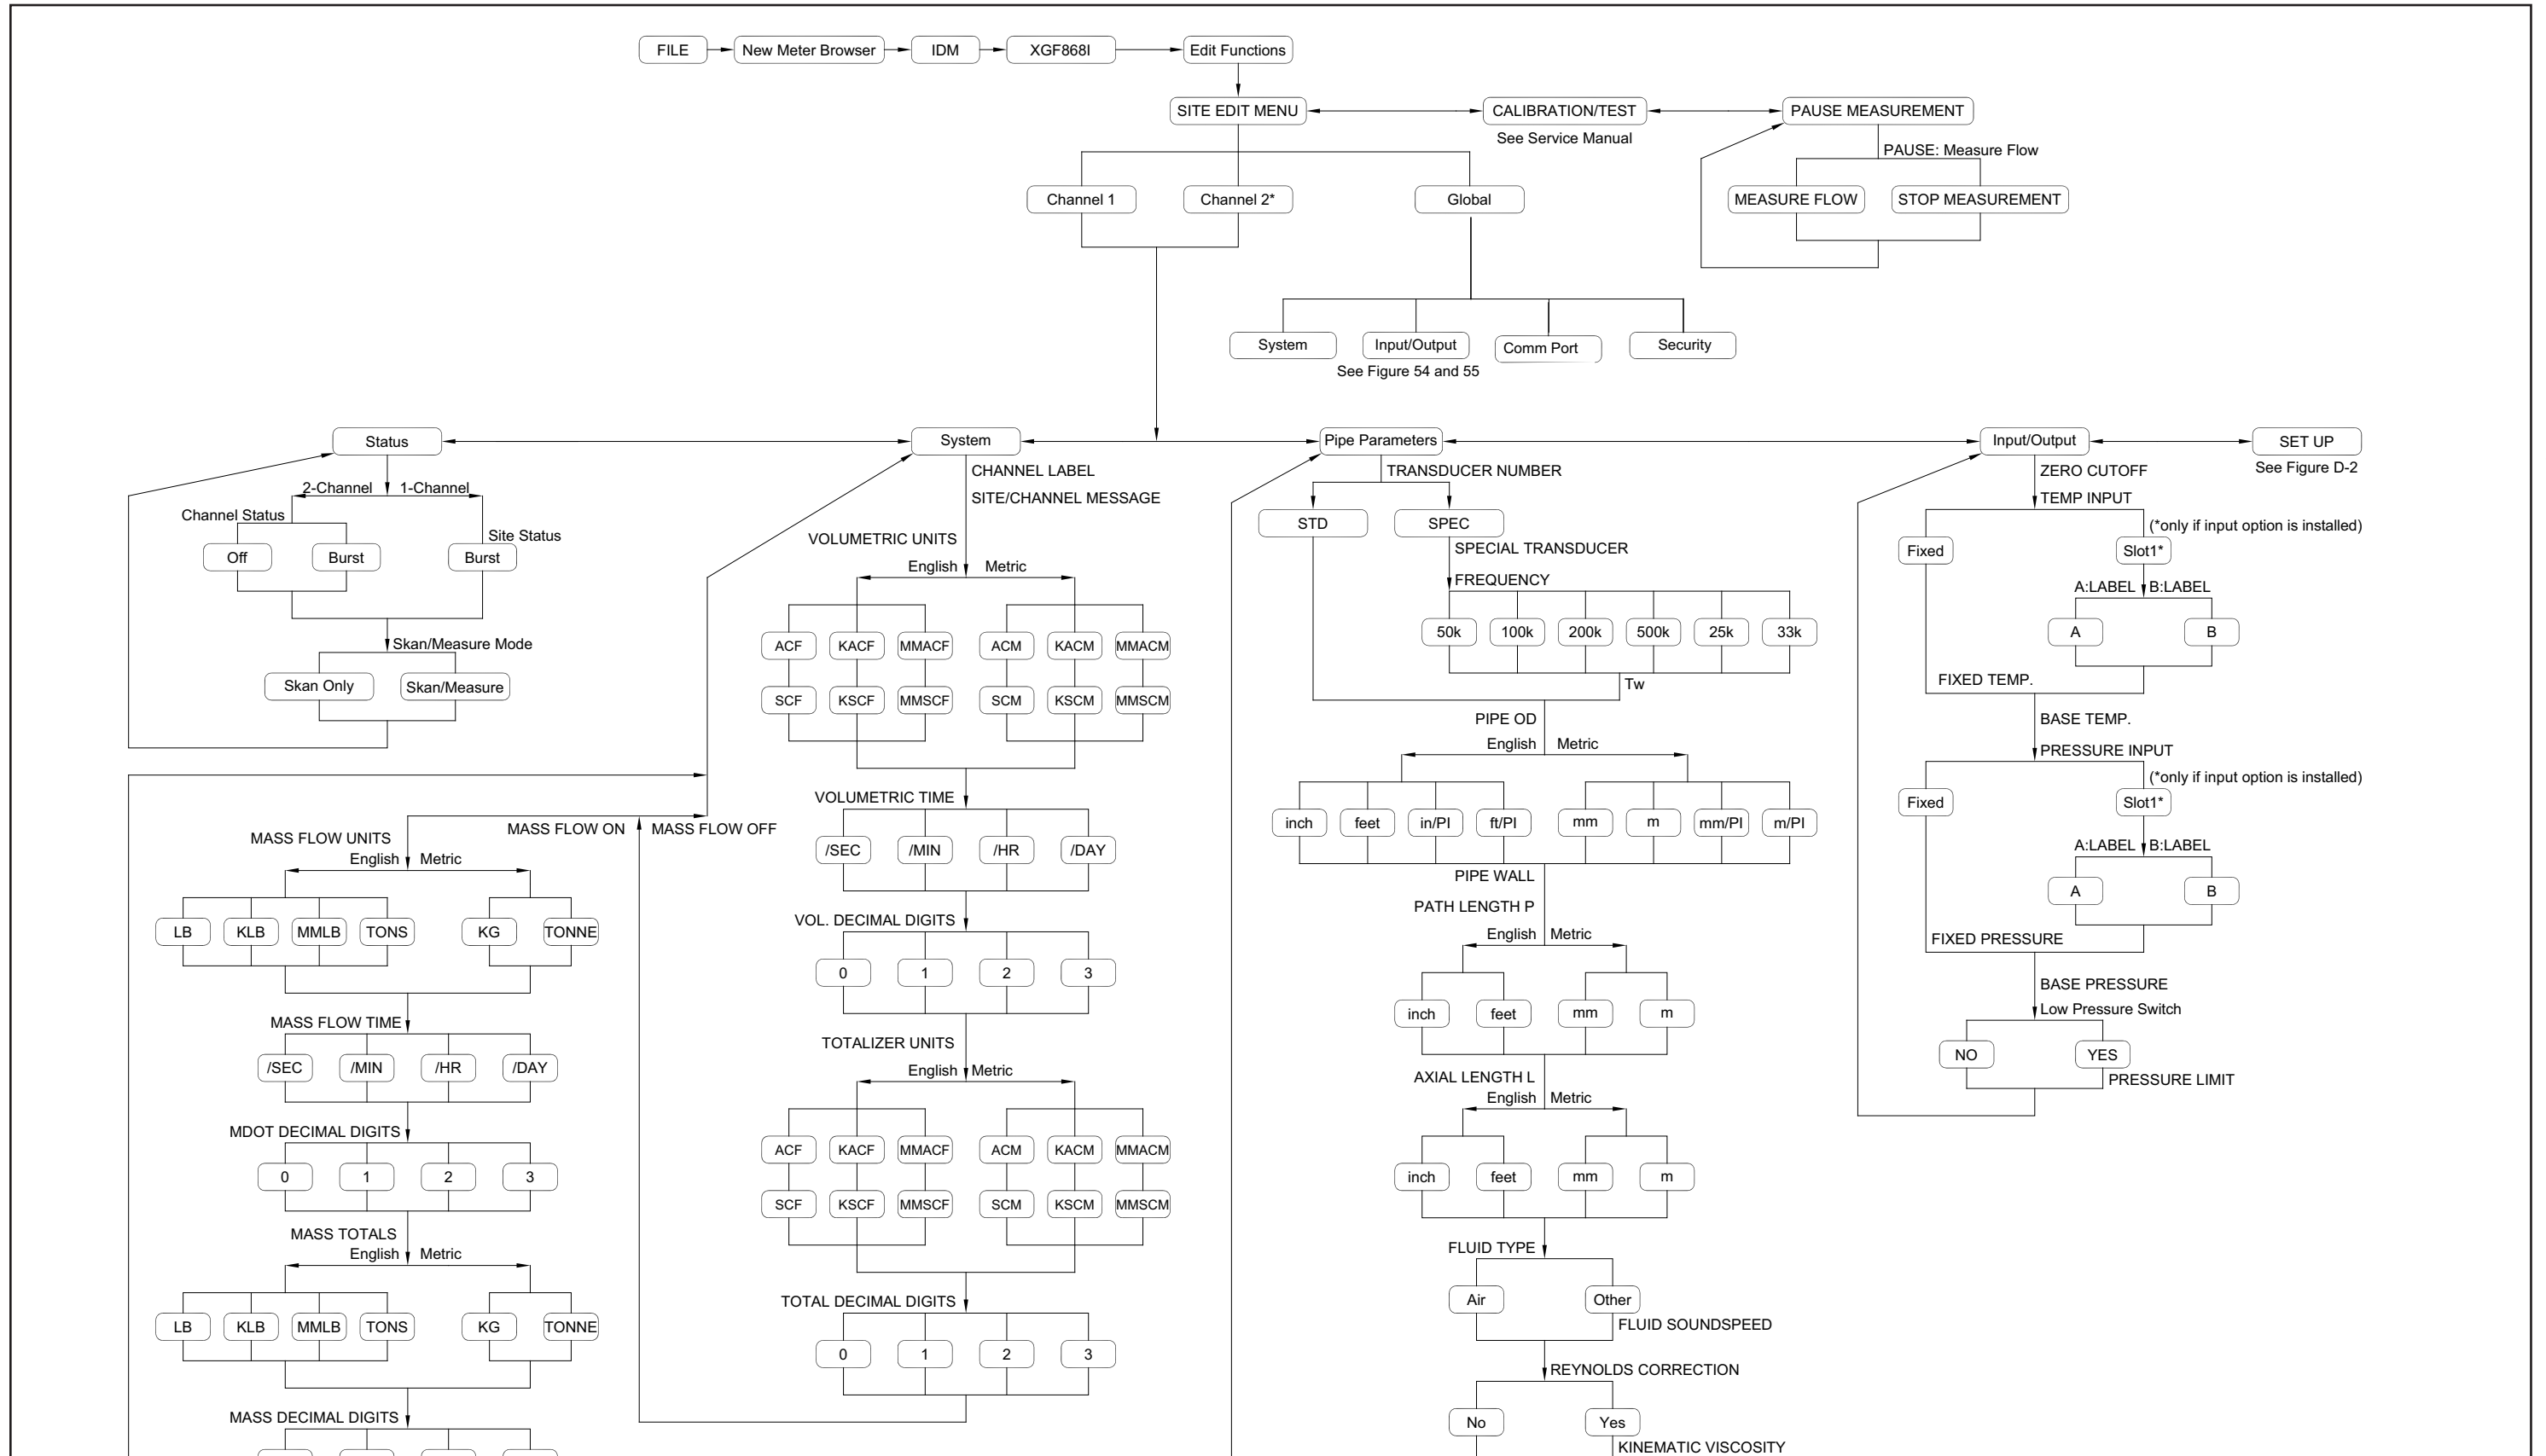 FILE
New Meter Browser
IDM
XGF868I
Edit Functions
SITE EDIT MENU
CALIBRATION/TEST
PAUSE MEASUREMENT
See Service Manual
PAUSE: Measure Flow
Channel 1
Channel 2*
Global
MEASURE FLOW
STOP MEASUREMENT
System
Input/Output
Comm Port
Security
See Figure 54 and 55
Status
System
Pipe Parameters
Input/Output
SET UP
See Figure D-2
2-Channel
1-Channel
Channel Status
Site Status
Off
Burst
Burst
Skan/Measure Mode
Skan Only
Skan/Measure
CHANNEL LABEL
SITE/CHANNEL MESSAGE
VOLUMETRIC UNITS
English
Metric
ACF
KACF
MMACF
ACM
KACM
MMACM
SCF
KSCF
MMSCF
SCM
KSCM
MMSCM
VOLUMETRIC TIME
/SEC
/MIN
/HR
/DAY
VOL. DECIMAL DIGITS
0
1
2
3
TOTALIZER UNITS
English
Metric
ACF
KACF
MMACF
ACM
KACM
MMACM
SCF
KSCF
MMSCF
SCM
KSCM
MMSCM
TOTAL DECIMAL DIGITS
0
1
2
3
MASS FLOW ON
MASS FLOW OFF
MASS FLOW UNITS
English
Metric
LB
KLB
MMLB
TONS
KG
TONNE
MASS FLOW TIME
/SEC
/MIN
/HR
/DAY
MDOT DECIMAL DIGITS
0
1
2
3
MASS TOTALS
English
Metric
LB
KLB
MMLB
TONS
KG
TONNE
MASS DECIMAL DIGITS
TRANSDUCER NUMBER
STD
SPEC
SPECIAL TRANSDUCER
FREQUENCY
50k
100k
200k
500k
25k
33k
Tw
PIPE OD
English
Metric
inch
feet
in/PI
ft/PI
mm
m
mm/PI
m/PI
PIPE WALL
PATH LENGTH P
English
Metric
inch
feet
mm
m
AXIAL LENGTH L
English
Metric
inch
feet
mm
m
FLUID TYPE
Air
Other
FLUID SOUNDSPEED
REYNOLDS CORRECTION
No
Yes
KINEMATIC VISCOSITY
ZERO CUTOFF
TEMP INPUT
(*only if input option is installed)
Fixed
Slot1*
A:LABEL
B:LABEL
A
B
FIXED TEMP.
BASE TEMP.
PRESSURE INPUT
(*only if input option is installed)
Fixed
Slot1*
A:LABEL
B:LABEL
A
B
FIXED PRESSURE
BASE PRESSURE
Low Pressure Switch
NO
YES
PRESSURE LIMIT